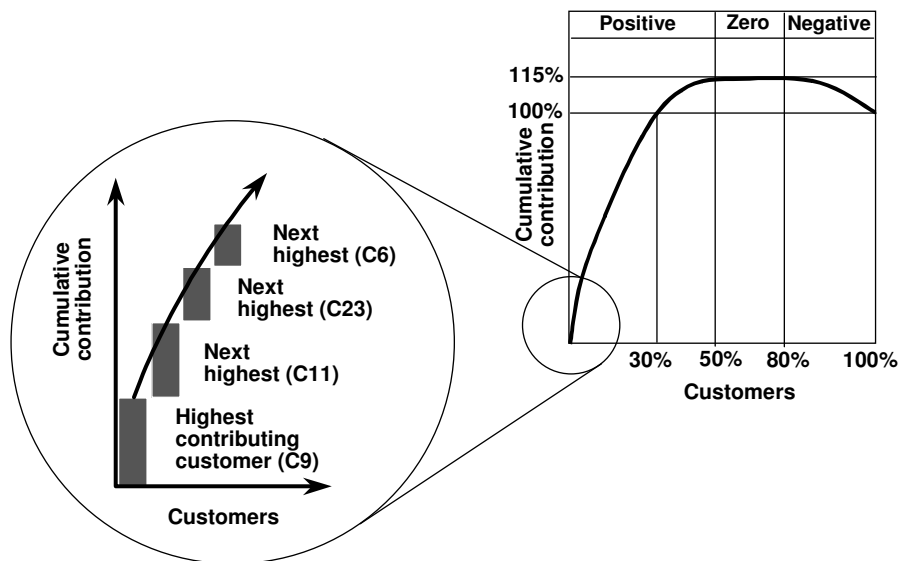 Positive Zero Negative
115%
100%
Cumulative
contribution
30% 50% 80% 100%
Customers
Cumulative
contribution
Next
highest (C6)
Next
highest (C23)
Next
highest (C11)
Highest
contributing
customer (C9)
Customers